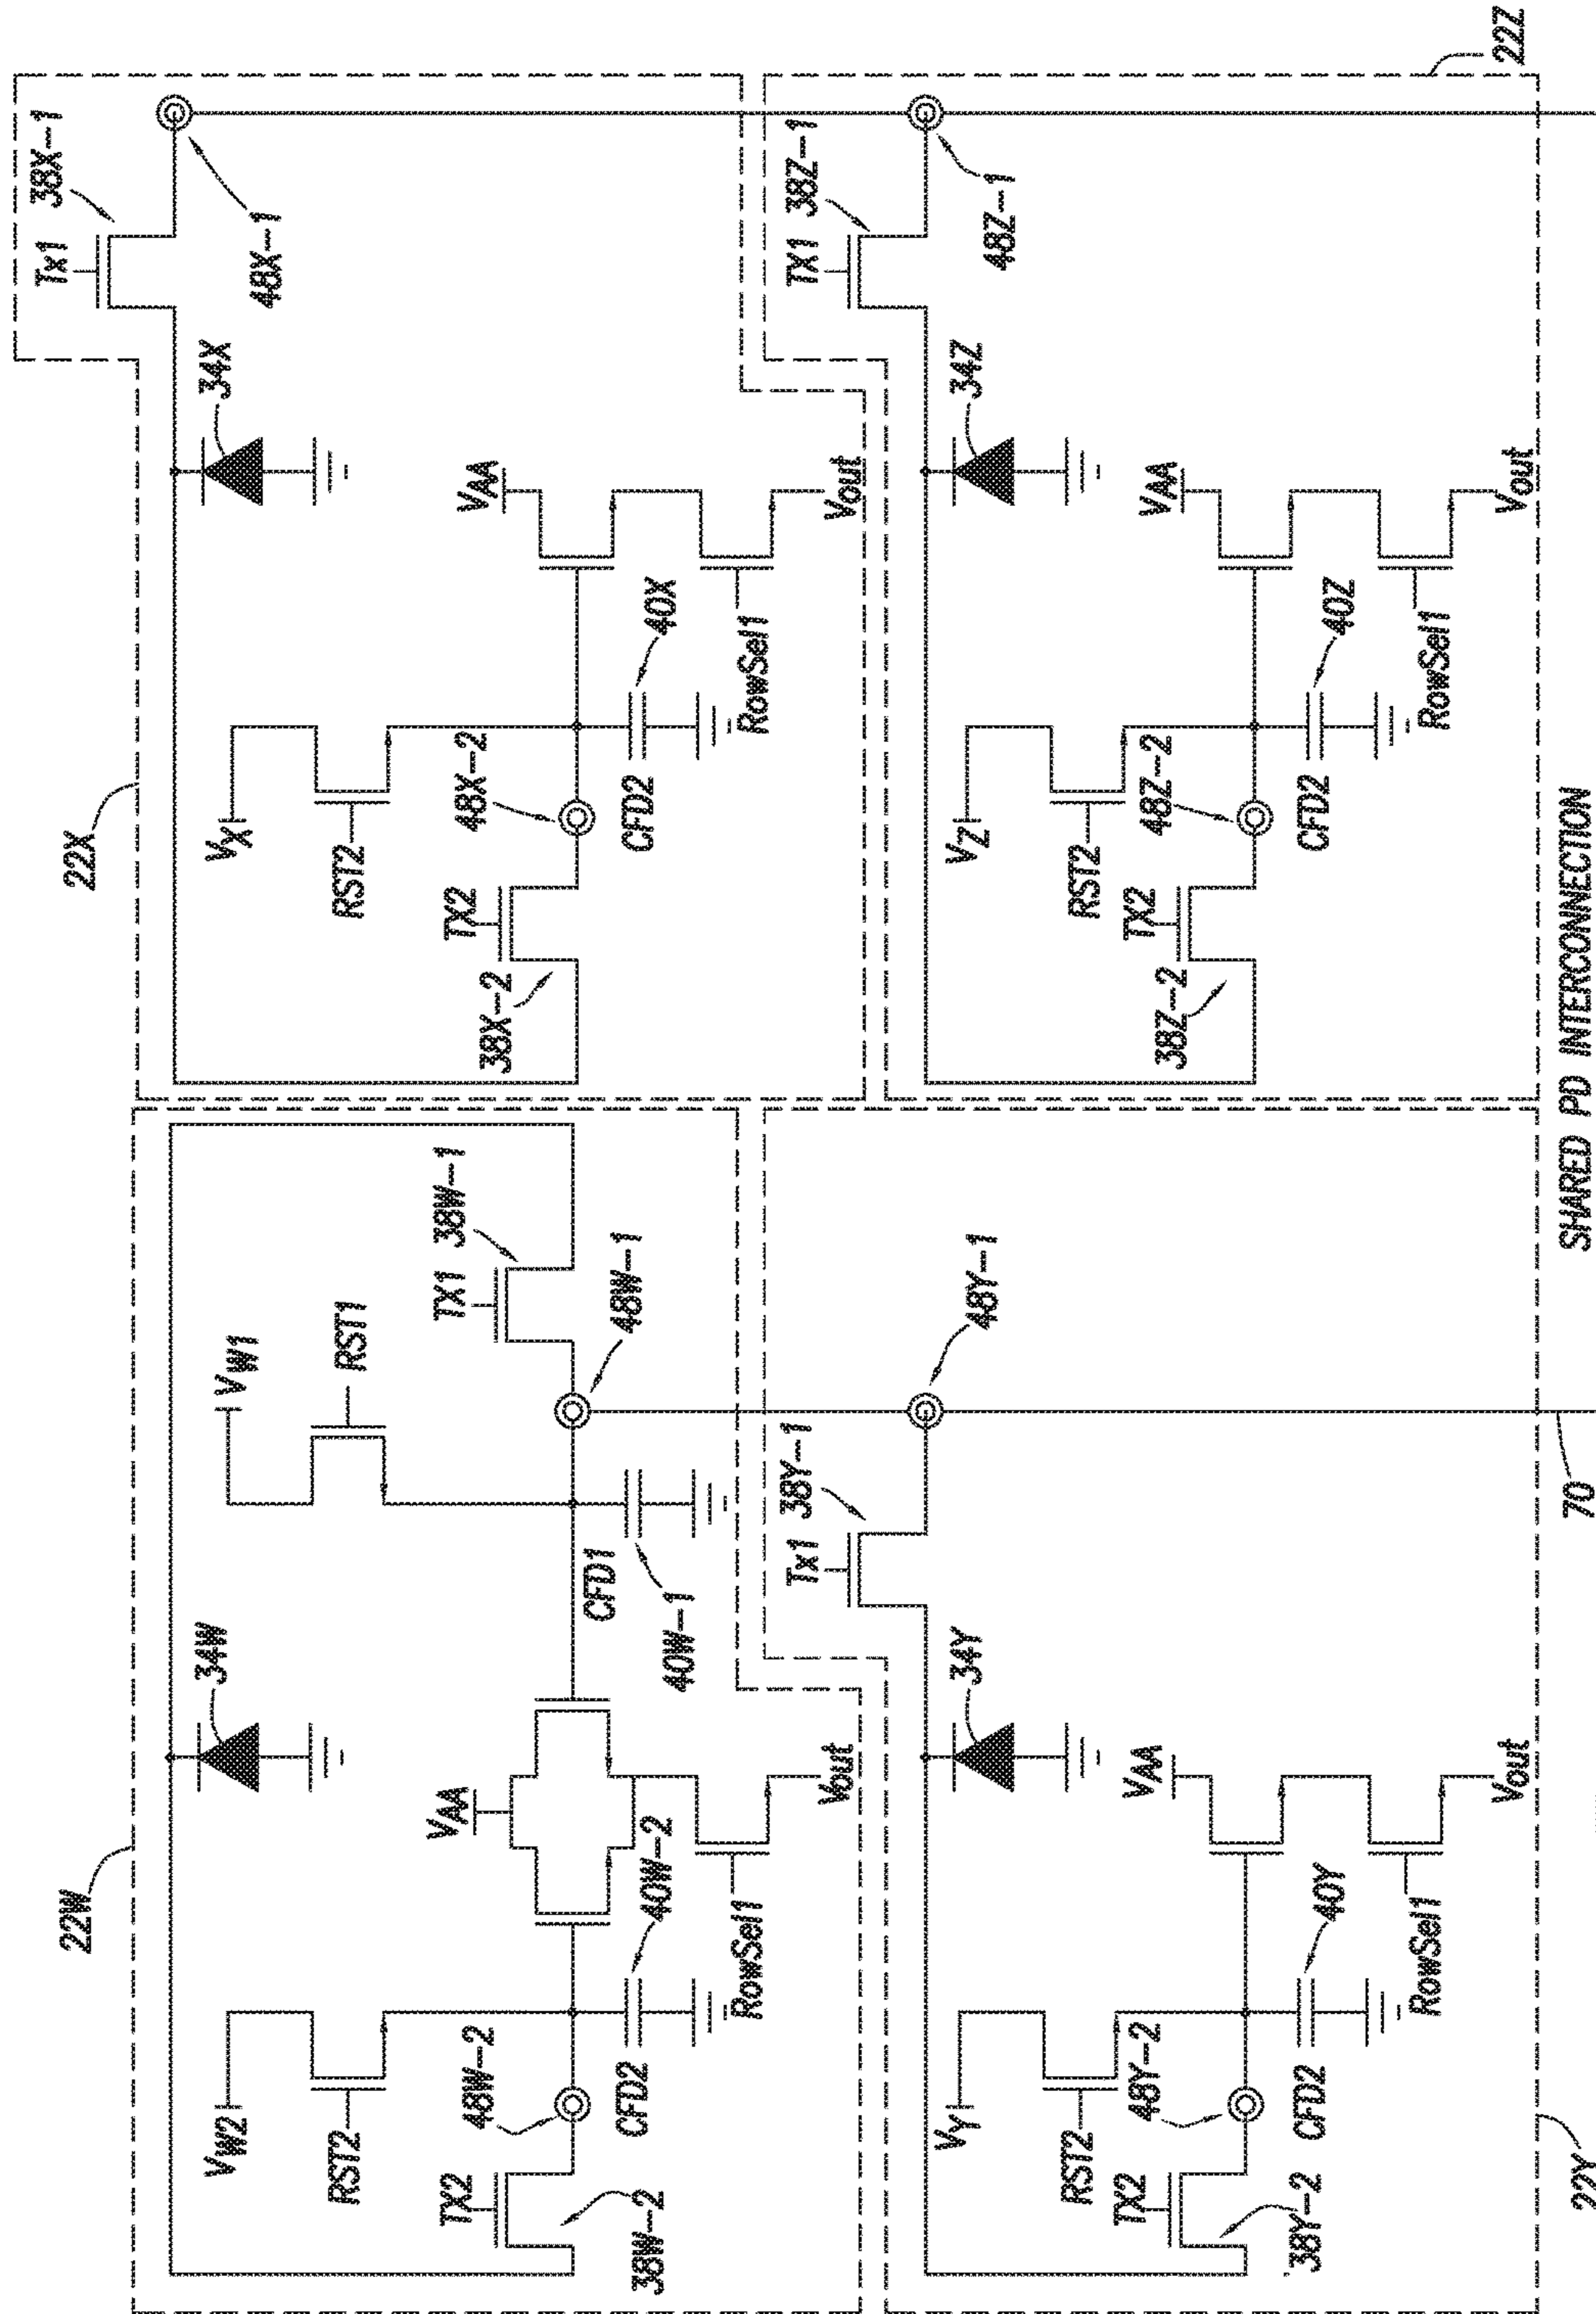 22W
22X
34W
34X
VW2
RST2
TX2
38W-2
48W-2
CFD2
40W-2
VAA
RowSel1
Vout
VW1
RST1
TX1
38W-1
48W-1
CFD1
40W-1
VX
RST2
TX2
38X-2
48X-2
CFD2
40X
VAA
RowSel1
Vout
Tx1
38X-1
48X-1
34Y
34Z
VY
RST2
TX2
38Y-2
48Y-2
CFD2
40Y
VAA
RowSel1
Vout
Tx1
38Y-1
48Y-1
VZ
RST2
TX2
38Z-2
48Z-2
CFD2
40Z
VAA
RowSel1
Vout
TX1
38Z-1
48Z-1
22Y
70
SHARED PD INTERCONNECTION
22Z